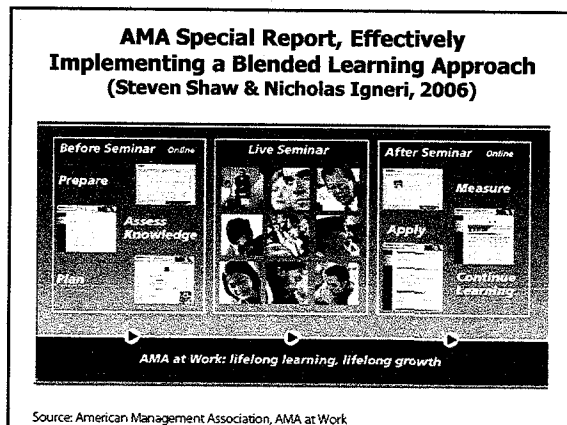 AMA Special Report, Effectively
Implementing a Blended Learning Approach
(Steven Shaw & Nicholas Igneri, 2006)
Before Seminar Online
Prepare
Assess
Knowledge
Plan
Live Seminar
After Seminar Online
Measure
Apply
Continue
Learning
AMA at Work: lifelong learning, lifelong growth
Source: American Management Association, AMA at Work